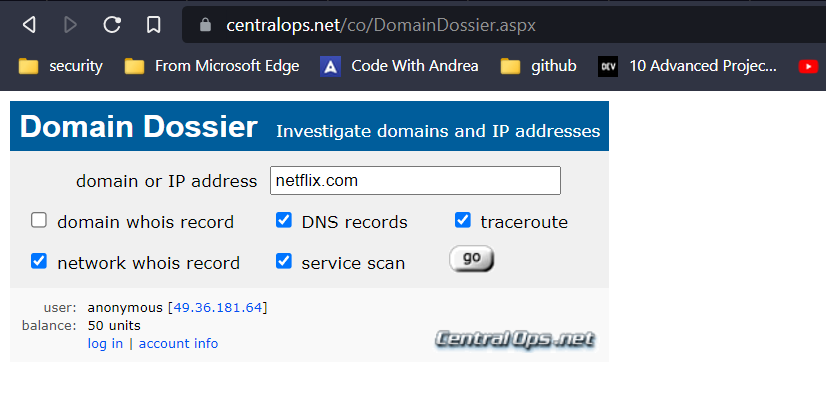 centralops.net/co/DomainDossier.aspx
security From Microsoft Edge A Code With Andrea github DEV 10 Advanced Projec...
Domain Dossier Investigate domains and IP addresses
domain or IP address netflix.com
domain whois record DNS records traceroute
network whois record service scan go
user: anonymous [49.36.181.64]
balance: 50 units
log in | account info
CentralOps.net